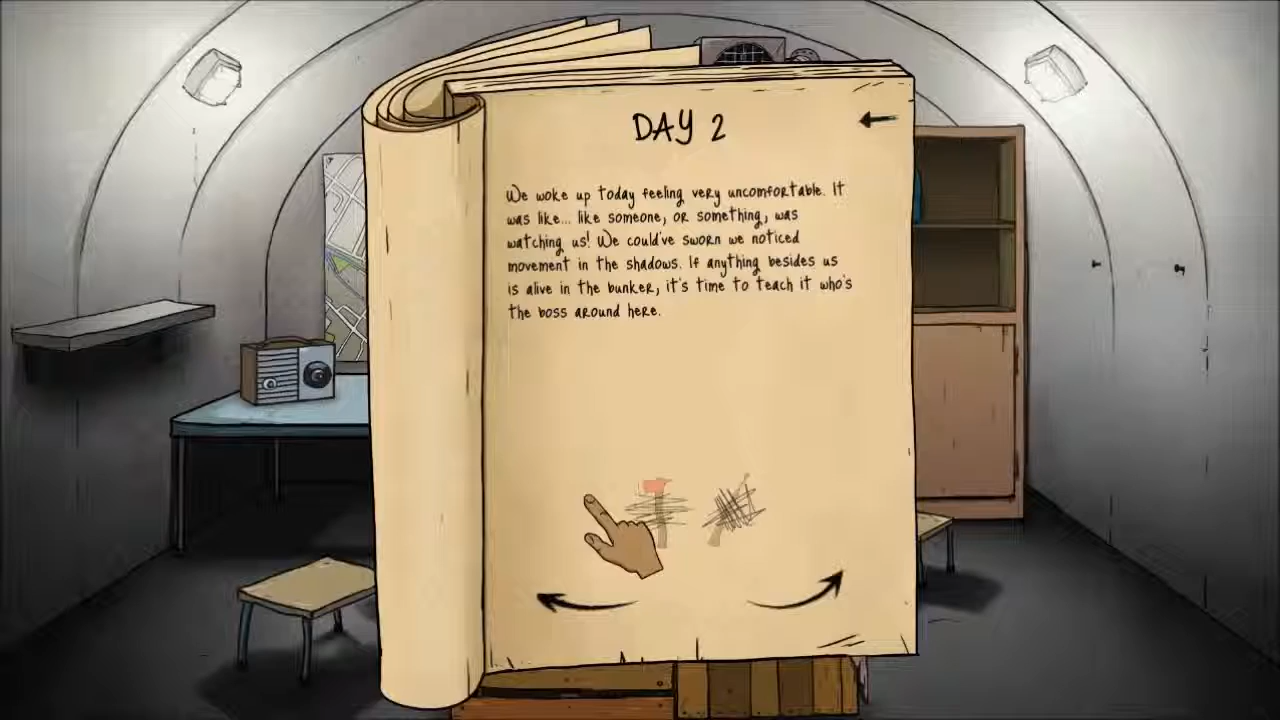 DAY 2
We woke up today feeling very uncomfortable. It
was like... like someone, or something, was
watching us! We could've sworn we noticed
movement in the shadows. If anything besides us
is alive in the bunker, it's time to teach it who's
the boss around here.